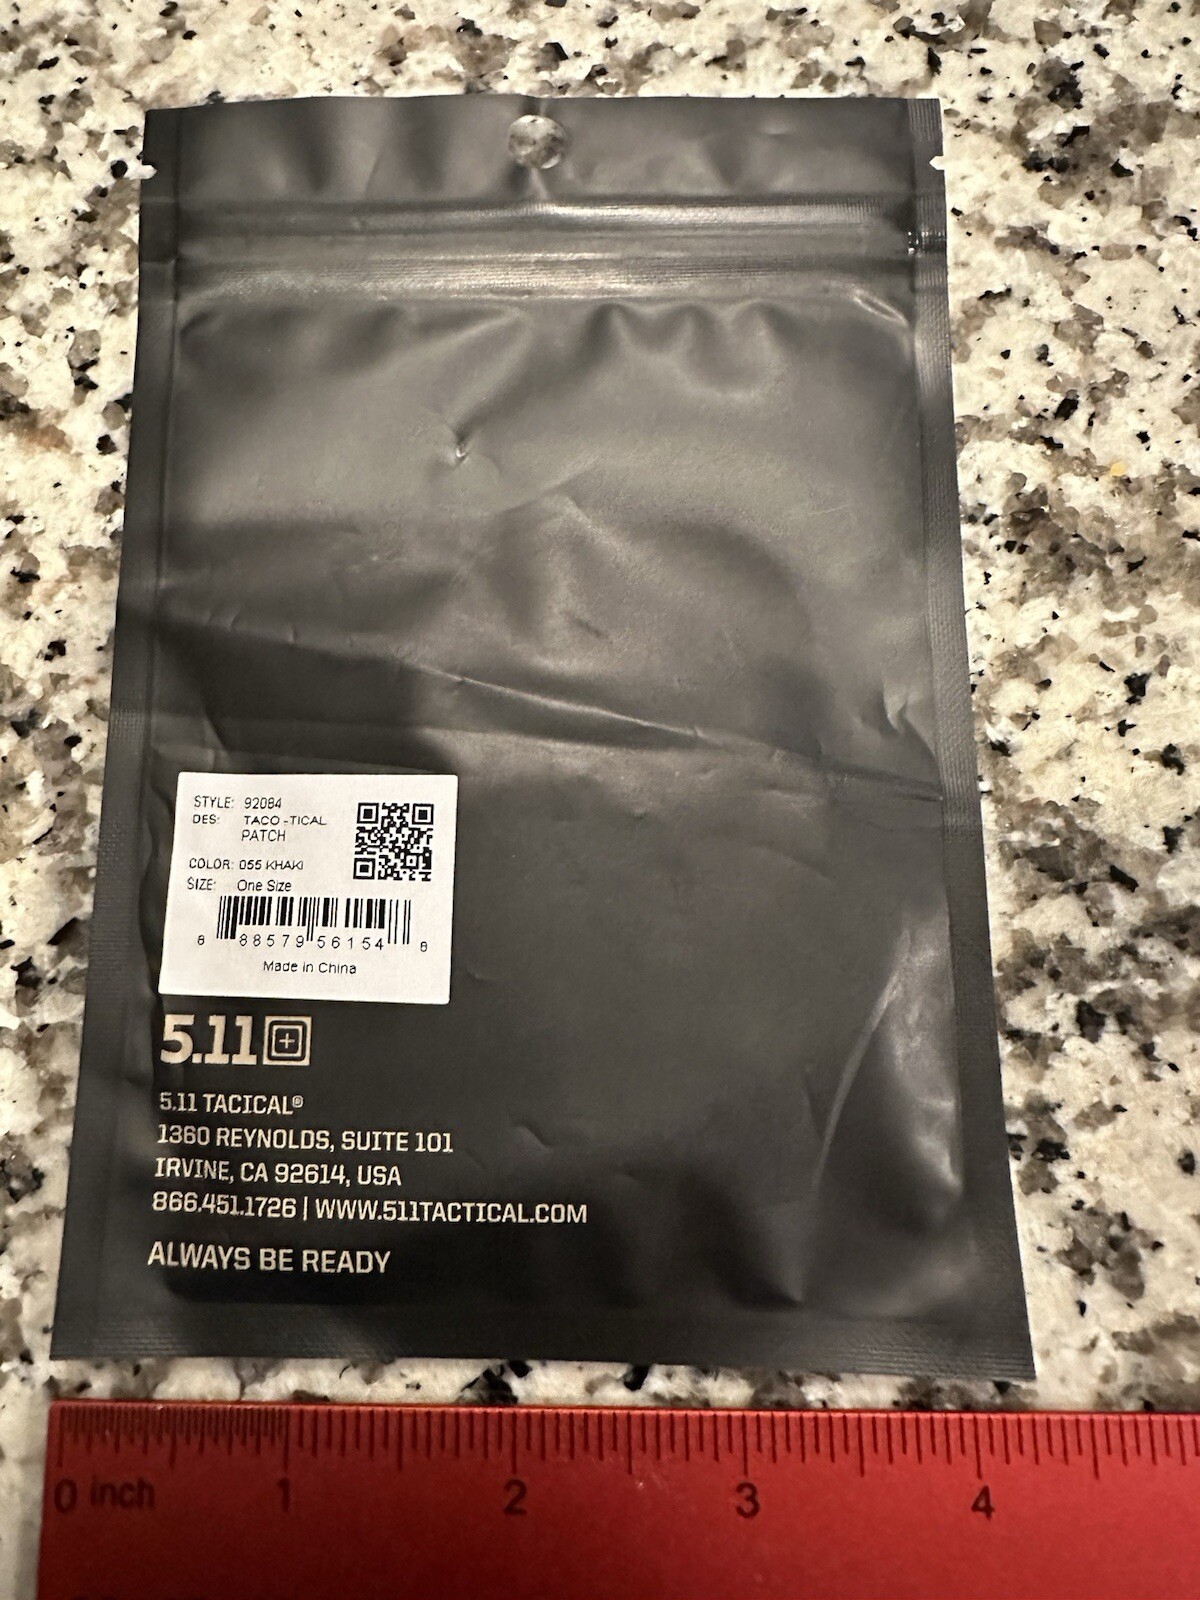 STYLE: 92084
DES: TACO-TICAL
PATCH
COLOR: 055 KHAKI
SIZE: One Size
8 88579 56154 8
Made in China
5.11
5.11 TACICAL®
1360 REYNOLDS, SUITE 101
IRVINE, CA 92614, USA
866.451.1726 | WWW.511TACTICAL.COM
ALWAYS BE READY
0 inch 1 2 3 4